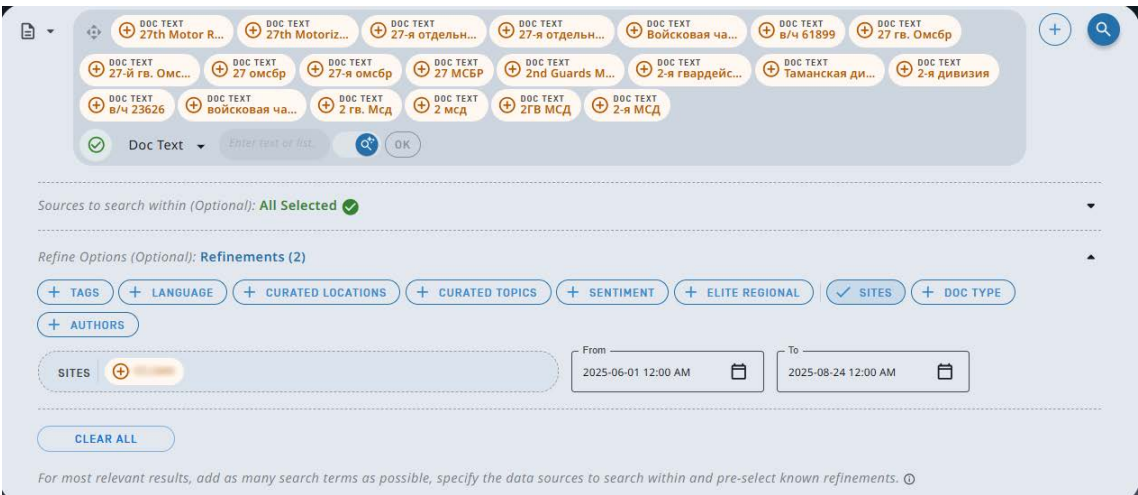 DOC TEXT DOC TEXT DOC TEXT DOC TEXT DOC TEXT DOC TEXT DOC TEXT
27th Motor R... 27th Motoriz... 27-я отдельн... 27-я отдельн... Войсковая ча... в/ч 61899 27 гв. Омсбр
DOC TEXT DOC TEXT DOC TEXT DOC TEXT DOC TEXT DOC TEXT DOC TEXT DOC TEXT
27-й гв. Омс... 27 омсбр 27-я омсбр 27 МСБР 2nd Guards M... 2-я гвардейс... Таманская ди... 2-я дивизия
DOC TEXT DOC TEXT DOC TEXT DOC TEXT DOC TEXT DOC TEXT
в/ч 23626 войсковая ча... 2 гв. Мсд 2 мсд 2ГВ МСД 2-я МСД
Doc Text Enter text or list. OK
Sources to search within (Optional): All Selected
Refine Options (Optional): Refinements (2)
+ TAGS + LANGUAGE + CURATED LOCATIONS + CURATED TOPICS + SENTIMENT + ELITE REGIONAL SITES + DOC TYPE
+ AUTHORS
From To
SITES 2025-06-01 12:00 AM 2025-08-24 12:00 AM
CLEAR ALL
For most relevant results, add as many search terms as possible, specify the data sources to search within and pre-select known refinements.